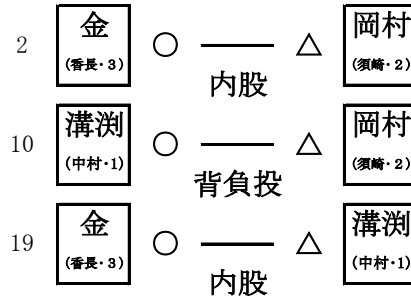 2 金 (香長・3) ○ ― △ 岡村 (須崎・2)
内股
10 溝渕 (中村・1) ○ ― △ 岡村 (須崎・2)
背負投
19 金 (香長・3) ○ ― △ 溝渕 (中村・1)
内股